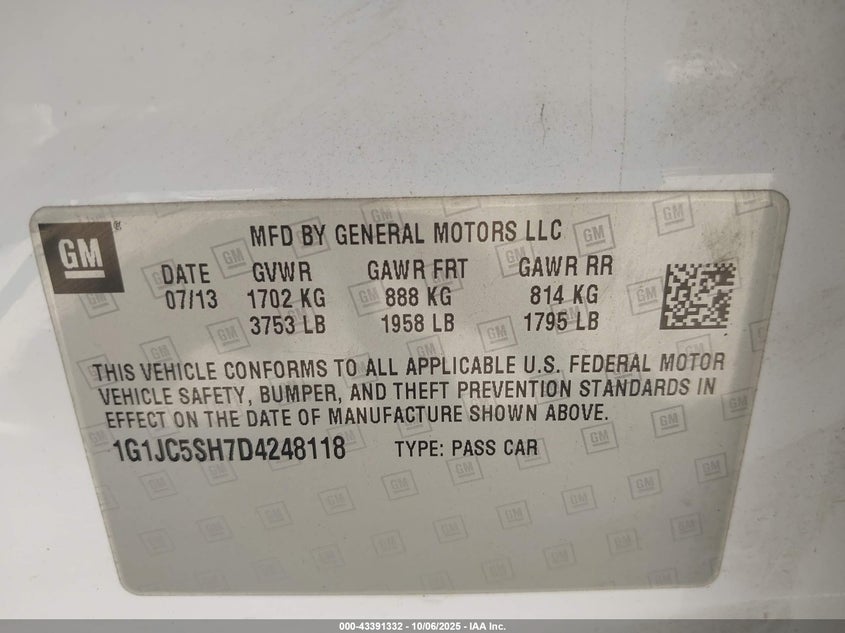 GM
®
MFD BY GENERAL MOTORS LLC
DATE GVWR GAWR FRT GAWR RR
07/13 1702 KG 888 KG 814 KG
3753 LB 1958 LB 1795 LB
THIS VEHICLE CONFORMS TO ALL APPLICABLE U.S. FEDERAL MOTOR
VEHICLE SAFETY, BUMPER, AND THEFT PREVENTION STANDARDS IN
EFFECT ON THE DATE OF MANUFACTURE SHOWN ABOVE.
1G1JC5SH7D4248118 TYPE: PASS CAR
000-43391332 - 10/06/2025 - IAA Inc.